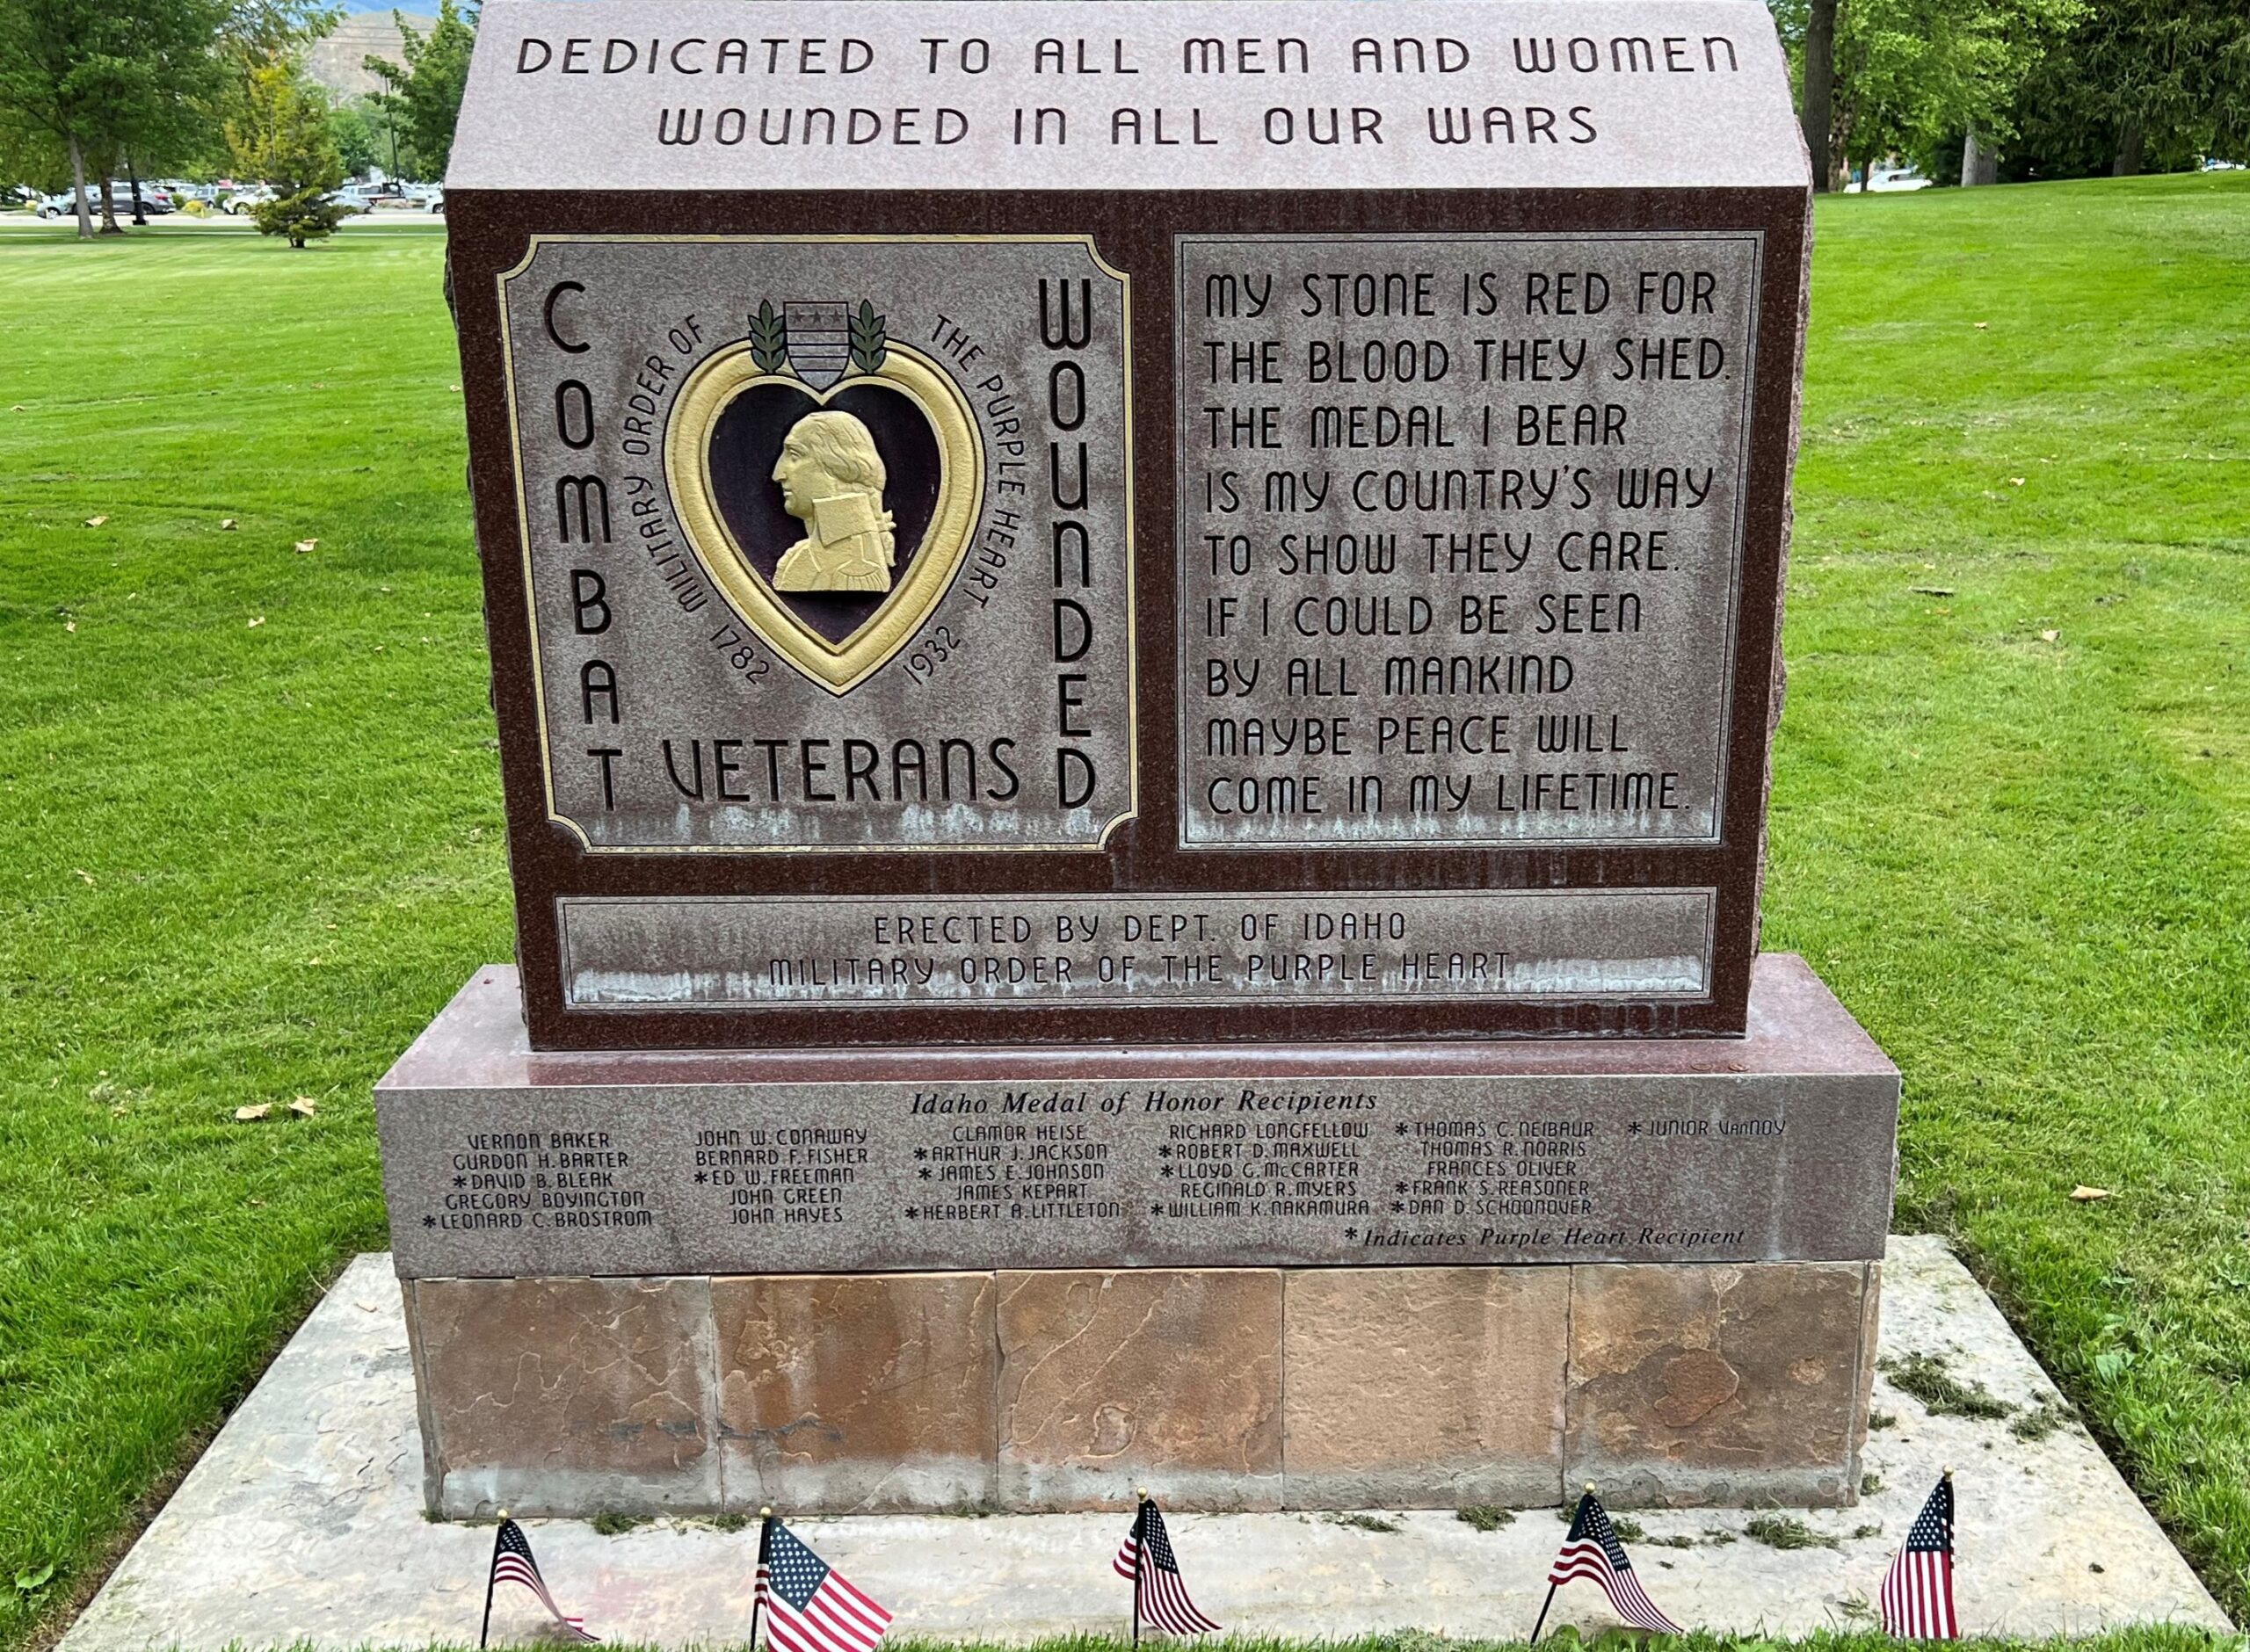 DEDICATED TO ALL MEN AND WOMEN
WOUNDED IN ALL OUR WARS
COMBAT
WOUNDED
VETERANS
MILITARY ORDER OF
THE PURPLE HEART
1782
1932
MY STONE IS RED FOR
THE BLOOD THEY SHED.
THE MEDAL I BEAR
IS MY COUNTRY'S WAY
TO SHOW THEY CARE.
IF I COULD BE SEEN
BY ALL MANKIND
MAYBE PEACE WILL
COME IN MY LIFETIME.
ERECTED BY DEPT. OF IDAHO
MILITARY ORDER OF THE PURPLE HEART
Idaho Medal of Honor Recipients
VERNON BAKER
GURDON H. BARTER
*DAVID B. BLEAK
GREGORY BOYINGTON
*LEONARD C. BROSTROM
JOHN W. CONAWAY
BERNARD F. FISHER
*ED W. FREEMAN
JOHN GREEN
JOHN HAYES
CLAMOR HEISE
*ARTHUR J. JACKSON
*JAMES E. JOHNSON
JAMES KEPART
*HERBERT A. LITTLETON
RICHARD LONGFELLOW
*ROBERT D. MAXWELL
*LLOYD G. McCARTER
REGINALD R. MYERS
*WILLIAM K. NAKAMURA
*THOMAS C. NEIBAUR
THOMAS R. NORRIS
FRANCES OLIVER
*FRANK S. REASONER
*DAN D. SCHOONOVER
*JUNIOR VanNOY
*Indicates Purple Heart Recipient